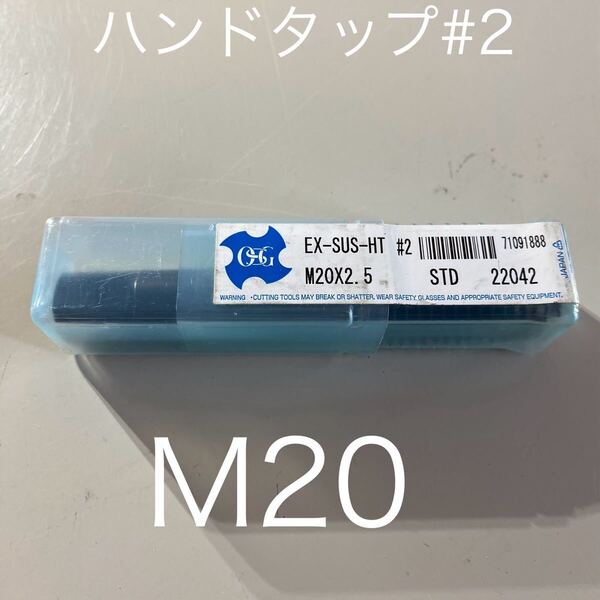 ハンドタップ#2
OSG
EX-SUS-HT #2 71091888
M20X2.5 STD 22042
JAPAN
WARNING ・CUTTING TOOLS MAY BREAK OR SHATTER. WEAR SAFETY GLASSES AND APPROPRIATE SAFETY EQUIPMENT.
M20